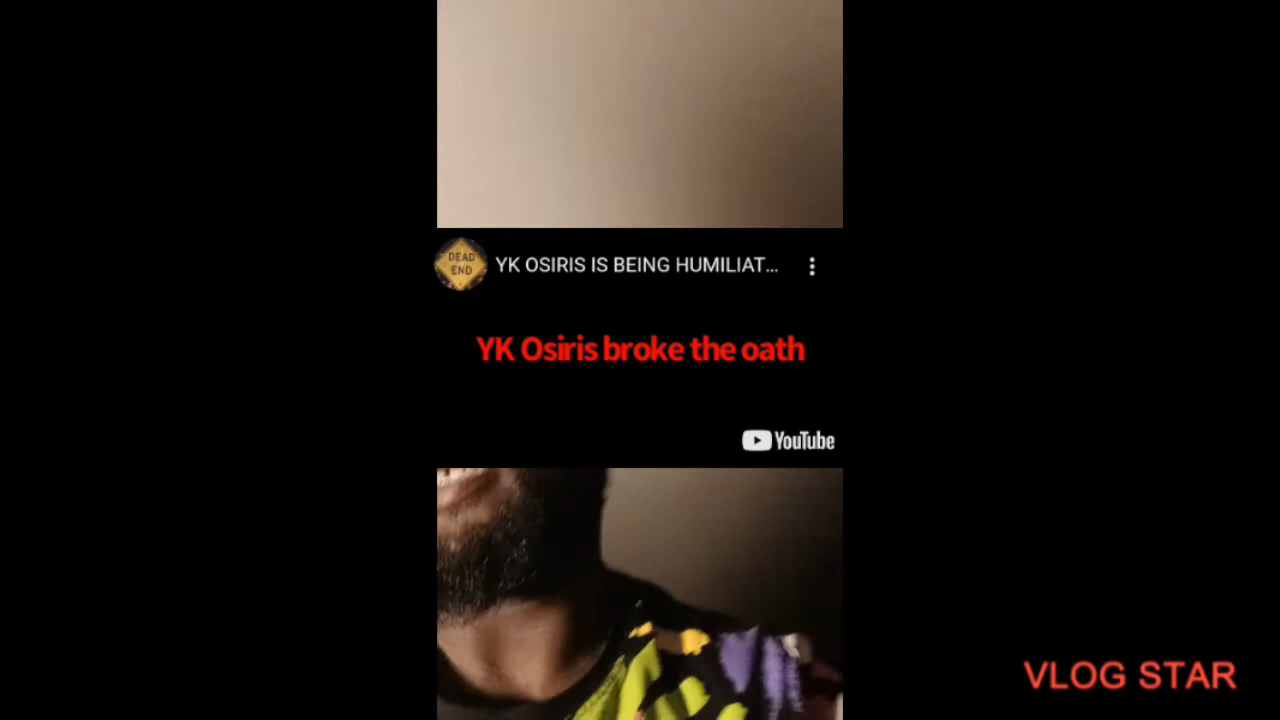 DEAD
END
YK OSIRIS IS BEING HUMILIAT...
YK Osiris broke the oath
YouTube
VLOG STAR